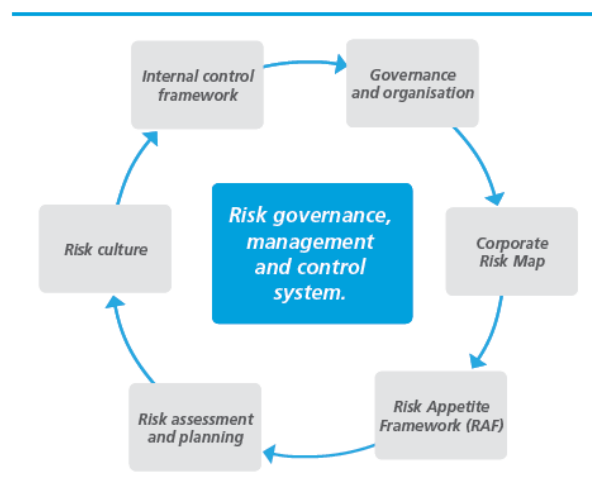 Internal control
framework
Governance
and organisation
Risk governance,
management
and control
system.
Risk culture
Corporate
Risk Map
Risk assessment
and planning
Risk Appetite
Framework (RAF)